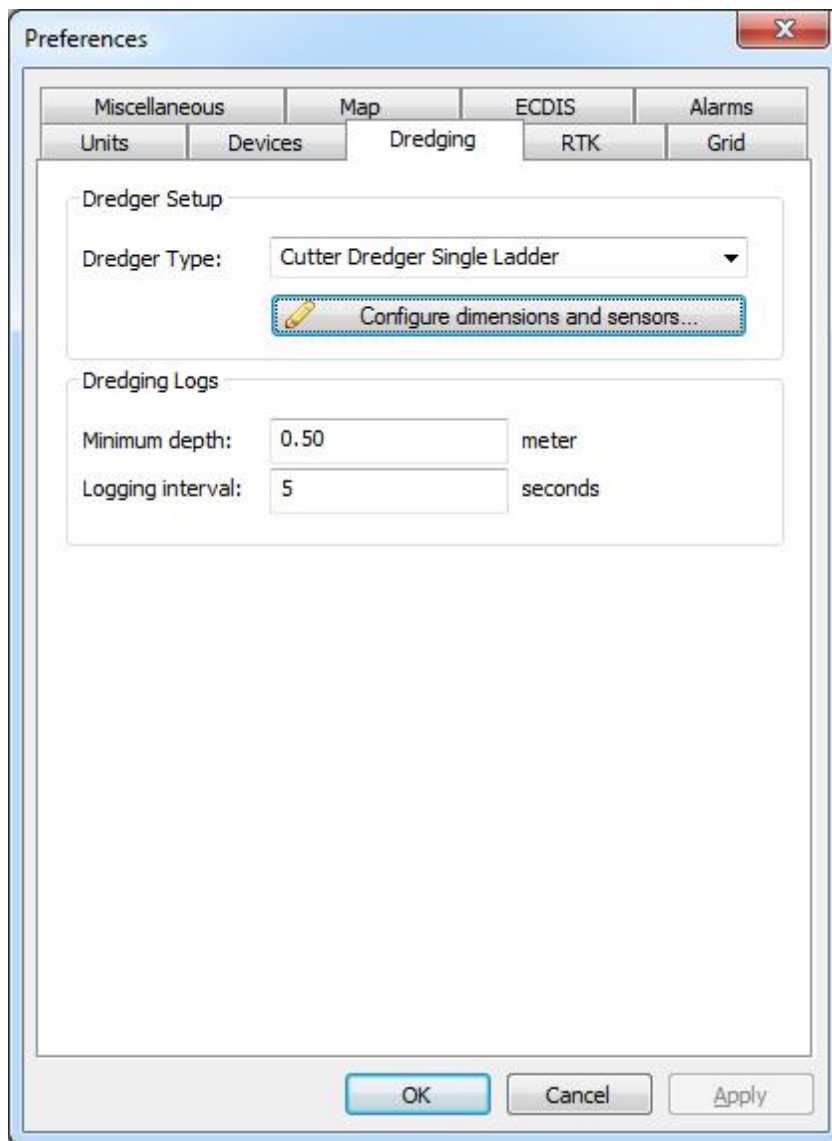 Preferences
Miscellaneous Map ECDIS Alarms
Units Devices Dredging RTK Grid
Dredger Setup
Dredger Type: Cutter Dredger Single Ladder
Configure dimensions and sensors...
Dredging Logs
Minimum depth: 0.50 meter
Logging interval: 5 seconds
OK Cancel Apply